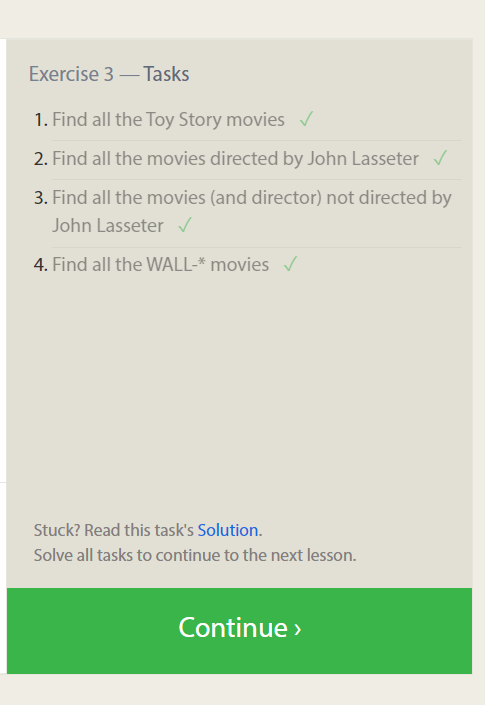 Exercise 3 — Tasks
1. Find all the Toy Story movies ✓
2. Find all the movies directed by John Lasseter ✓
3. Find all the movies (and director) not directed by
John Lasseter ✓
4. Find all the WALL-* movies ✓
Stuck? Read this task's Solution.
Solve all tasks to continue to the next lesson.
Continue ›